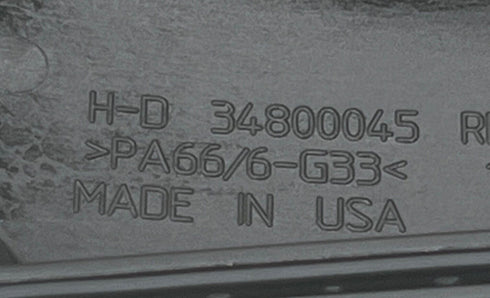 H-D 34800045
>PA66/6-G33<
MADE IN USA